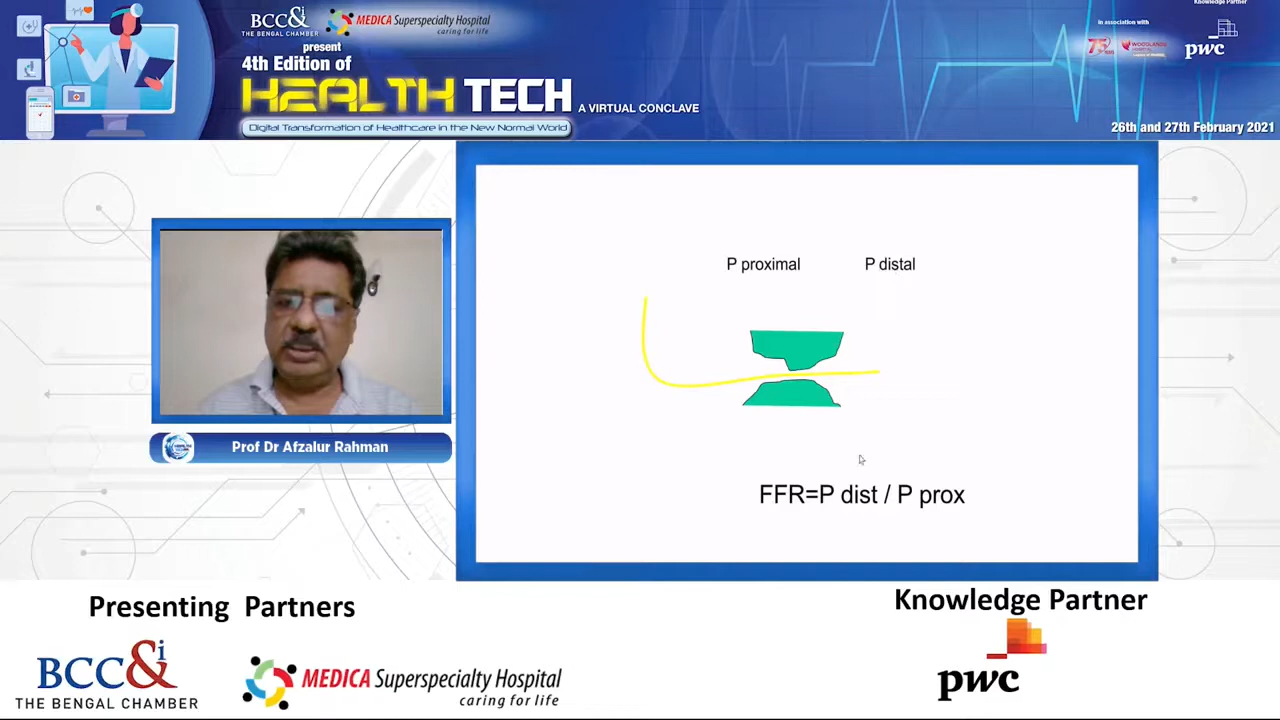 BCC&i
THE BENGAL CHAMBER
MEDICA Superspecialty Hospital
caring for life
present
4th Edition of
HEALTH TECH A VIRTUAL CONCLAVE
Digital Transformation of Healthcare in the New Normal World
Knowledge Partner
in association with
WOODLANDS
pwc
26th and 27th February 2021
P proximal P distal
FFR=P dist / P prox
Prof Dr Afzalur Rahman
Presenting Partners
BCC&i
THE BENGAL CHAMBER
MEDICA Superspecialty Hospital
caring for life
Knowledge Partner
pwc